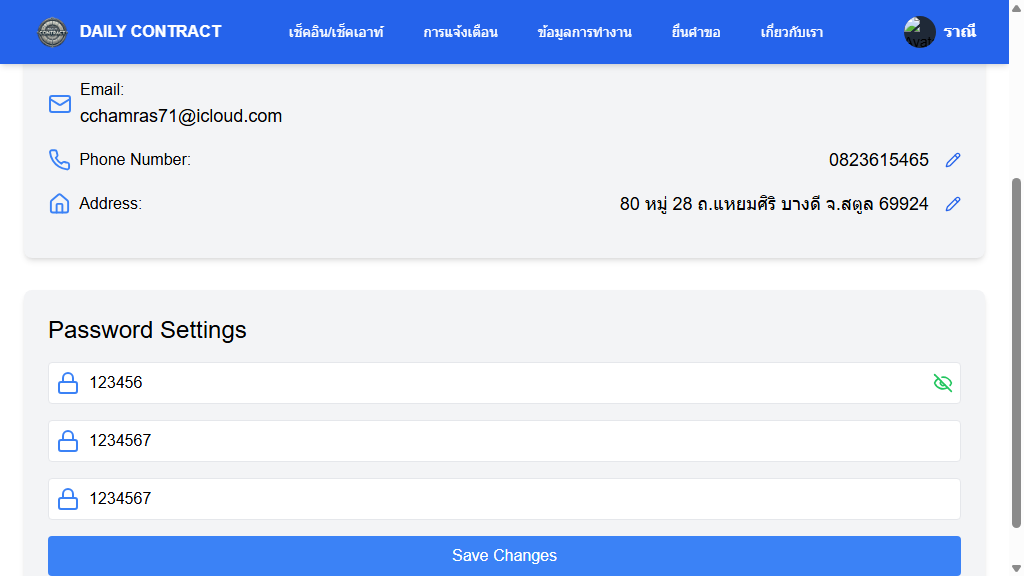 DAILY CONTRACT
เช็คอิน/เช็คเอาท์ การแจ้งเตือน ข้อมูลการทำงาน ยื่นคำขอ เกี่ยวกับเรา
ราณี
Email:
cchamras71@icloud.com
Phone Number: 0823615465
Address: 80 หมู่ 28 ถ.แหยมศิริ บางดี จ.สตูล 69924
Password Settings
123456
1234567
1234567
Save Changes